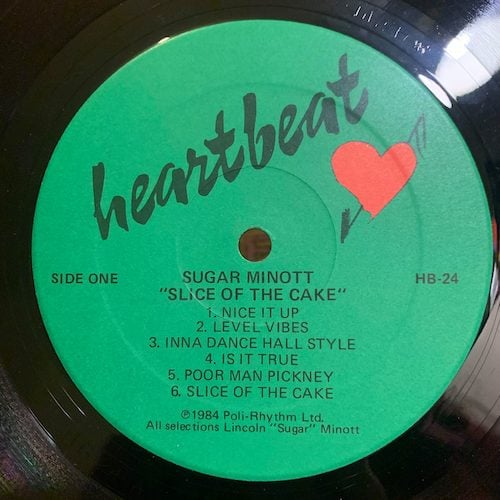 heartbeat
SIDE ONE
SUGAR MINOTT
HB-24
"SLICE OF THE CAKE"
1. NICE IT UP
2. LEVEL VIBES
3. INNA DANCE HALL STYLE
4. IS IT TRUE
5. POOR MAN PICKNEY
6. SLICE OF THE CAKE
℗1984 Poli-Rhythm Ltd.
All selections Lincoln "Sugar" Minott